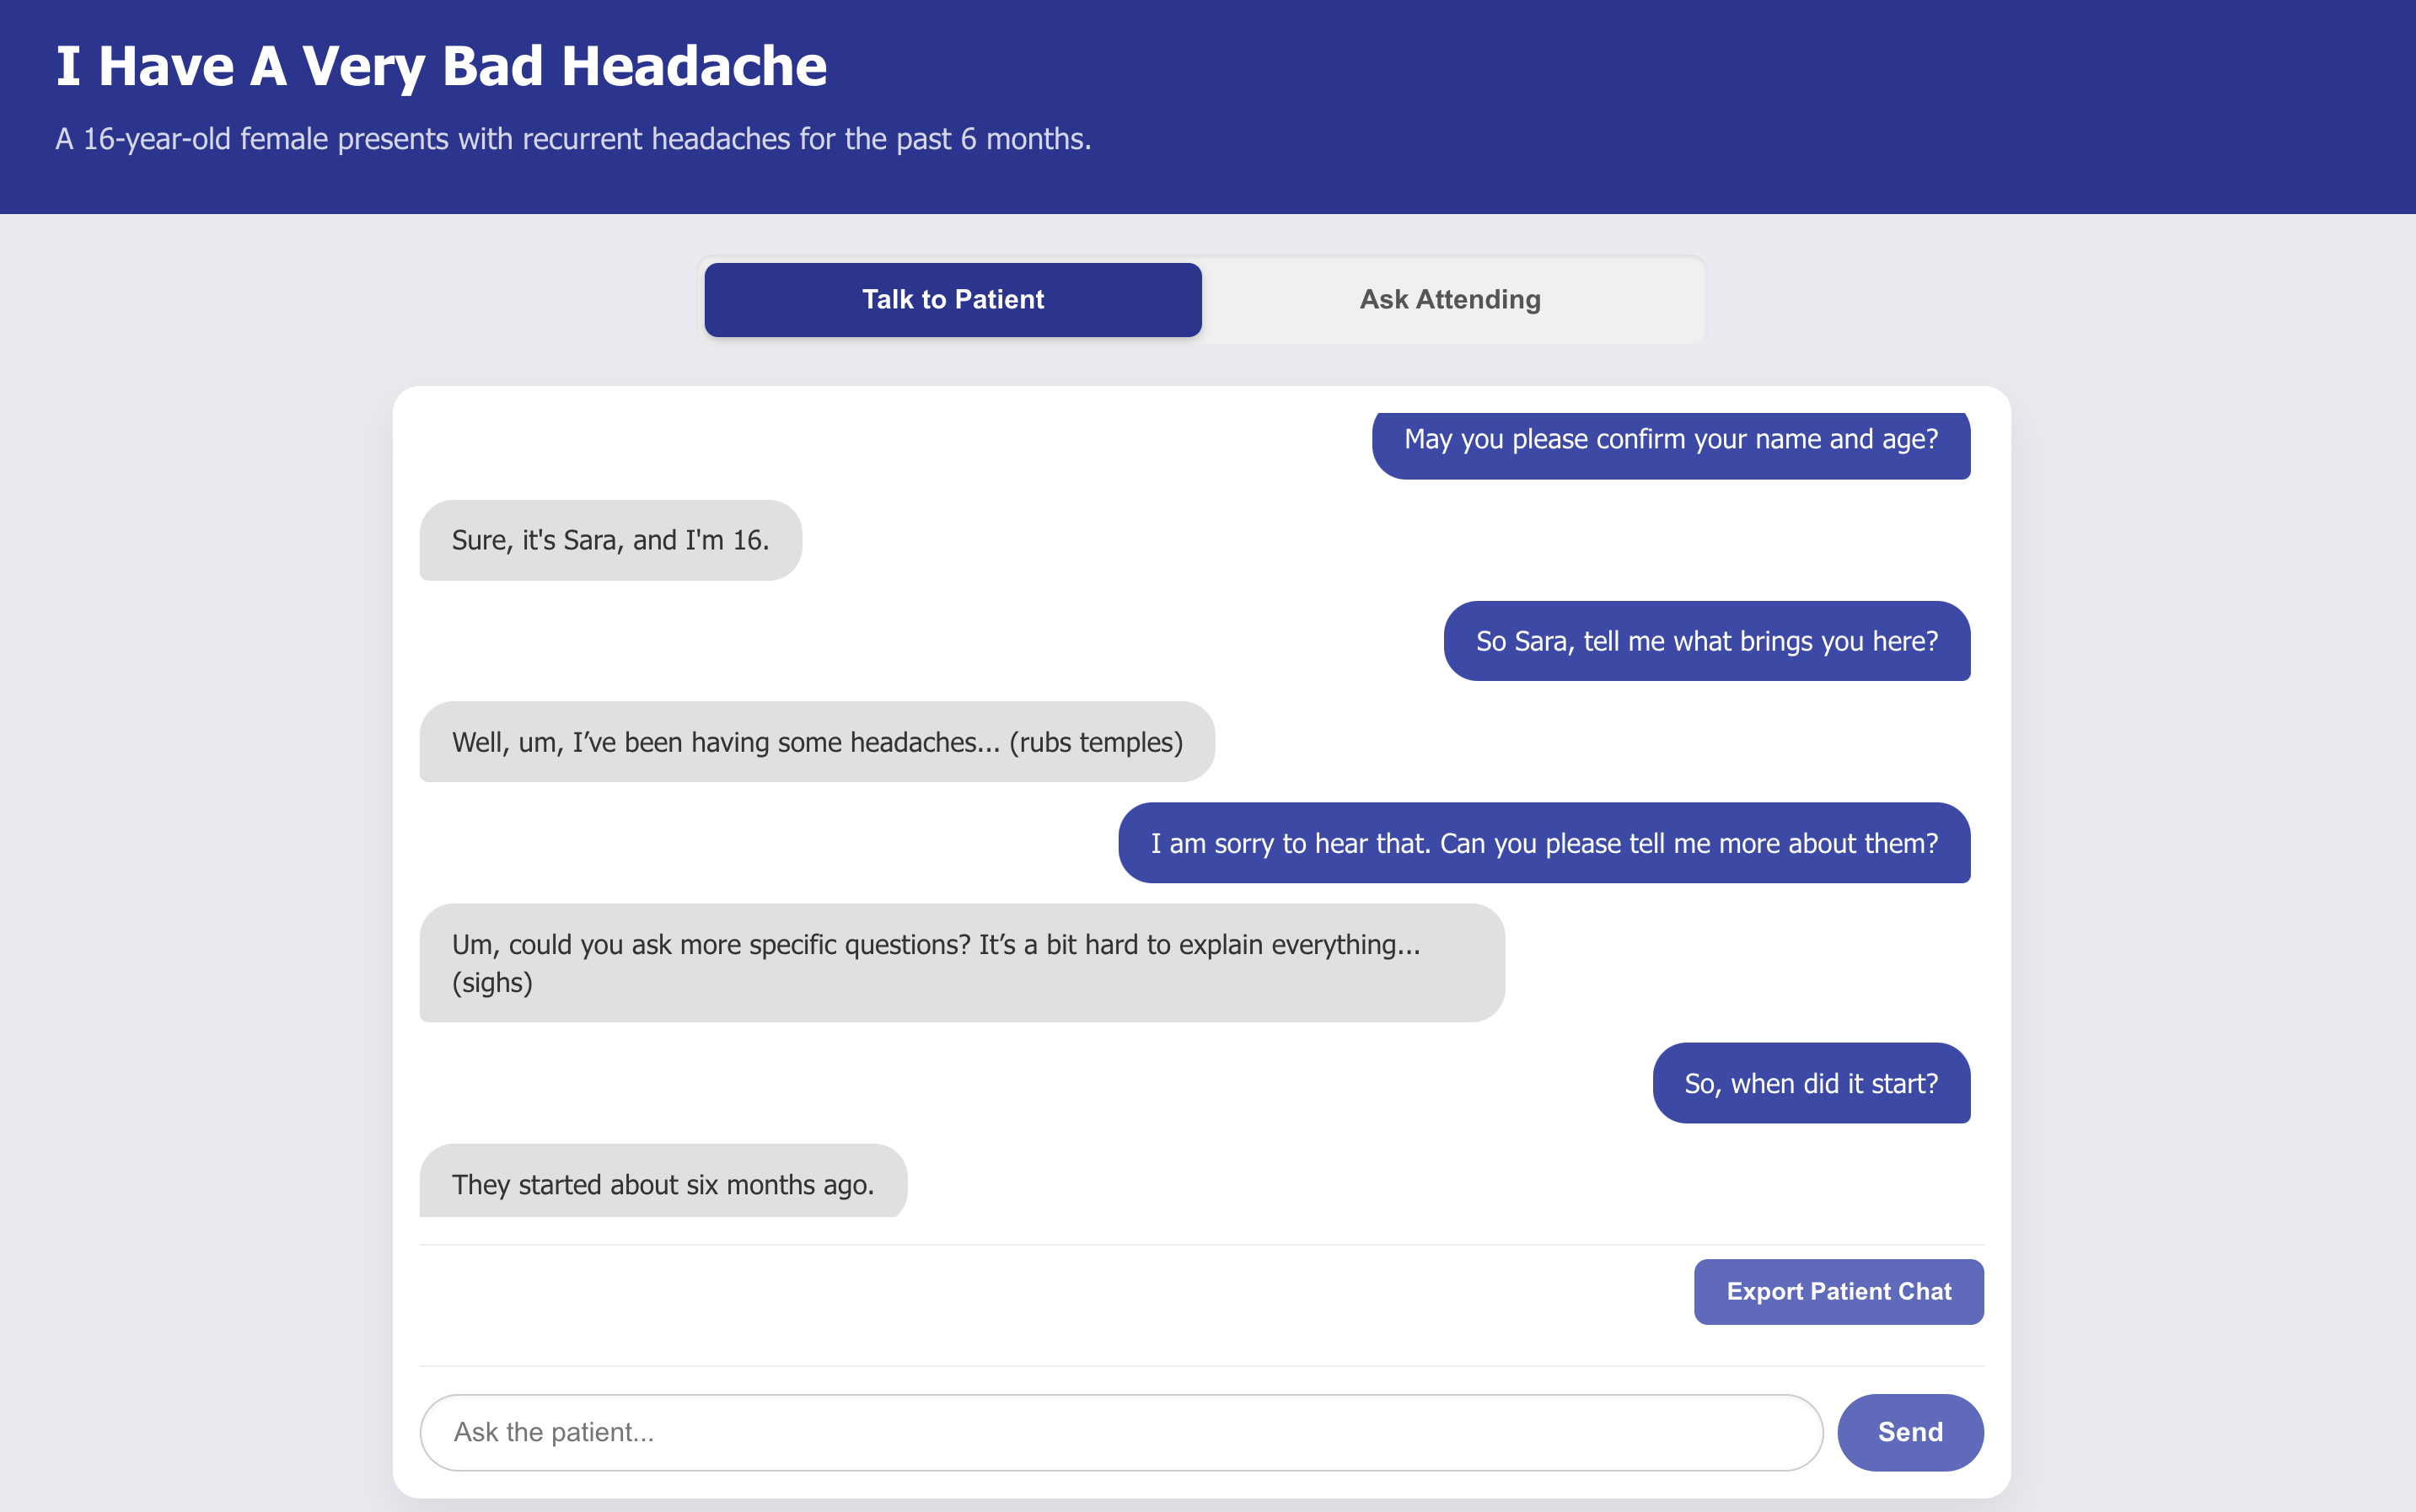 I Have A Very Bad Headache
A 16-year-old female presents with recurrent headaches for the past 6 months.
Talk to Patient
Ask Attending
May you please confirm your name and age?
Sure, it's Sara, and I'm 16.
So Sara, tell me what brings you here?
Well, um, I’ve been having some headaches... (rubs temples)
I am sorry to hear that. Can you please tell me more about them?
Um, could you ask more specific questions? It’s a bit hard to explain everything...
(sighs)
So, when did it start?
They started about six months ago.
Export Patient Chat
Ask the patient...
Send